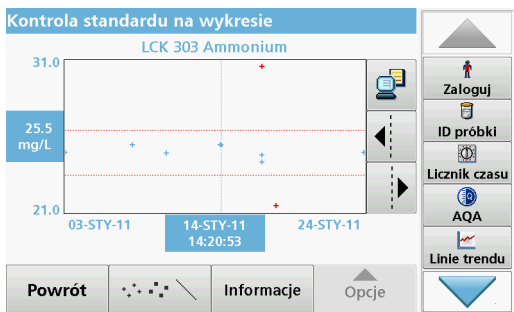 Kontrola standardu na wykresie
LCK 303 Ammonium
31.0
25.5
mg/L
21.0
03-STY-11
14-STY-11
14:20:53
24-STY-11
Zaloguj
ID próbki
Licznik czasu
AQA
Linie trendu
Powrót
Informacje
Opcje